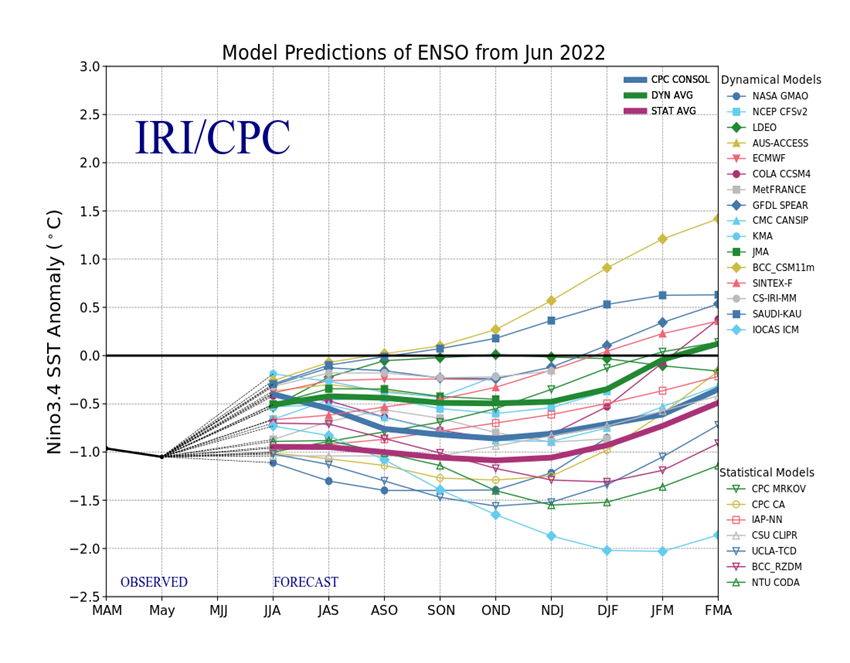 Model Predictions of ENSO from Jun 2022
3.0
2.5
2.0
1.5
1.0
0.5
0.0
−0.5
−1.0
−1.5
−2.0
−2.5
Nino3.4 SST Anomaly (°C)
IRI/CPC
CPC CONSOL
DYN AVG
STAT AVG
OBSERVED
FORECAST
MAM May MJJ JJA JAS ASO SON OND NDJ DJF JFM FMA
Dynamical Models
NASA GMAO
NCEP CFSv2
LDEO
AUS-ACCESS
ECMWF
COLA CCSM4
MetFRANCE
GFDL SPEAR
CMC CANSIP
KMA
JMA
BCC_CSM11m
SINTEX-F
CS-IRI-MM
SAUDI-KAU
IOCAS ICM
Statistical Models
CPC MRKOV
CPC CA
IAP-NN
CSU CLIPR
UCLA-TCD
BCC_RZDM
NTU CODA